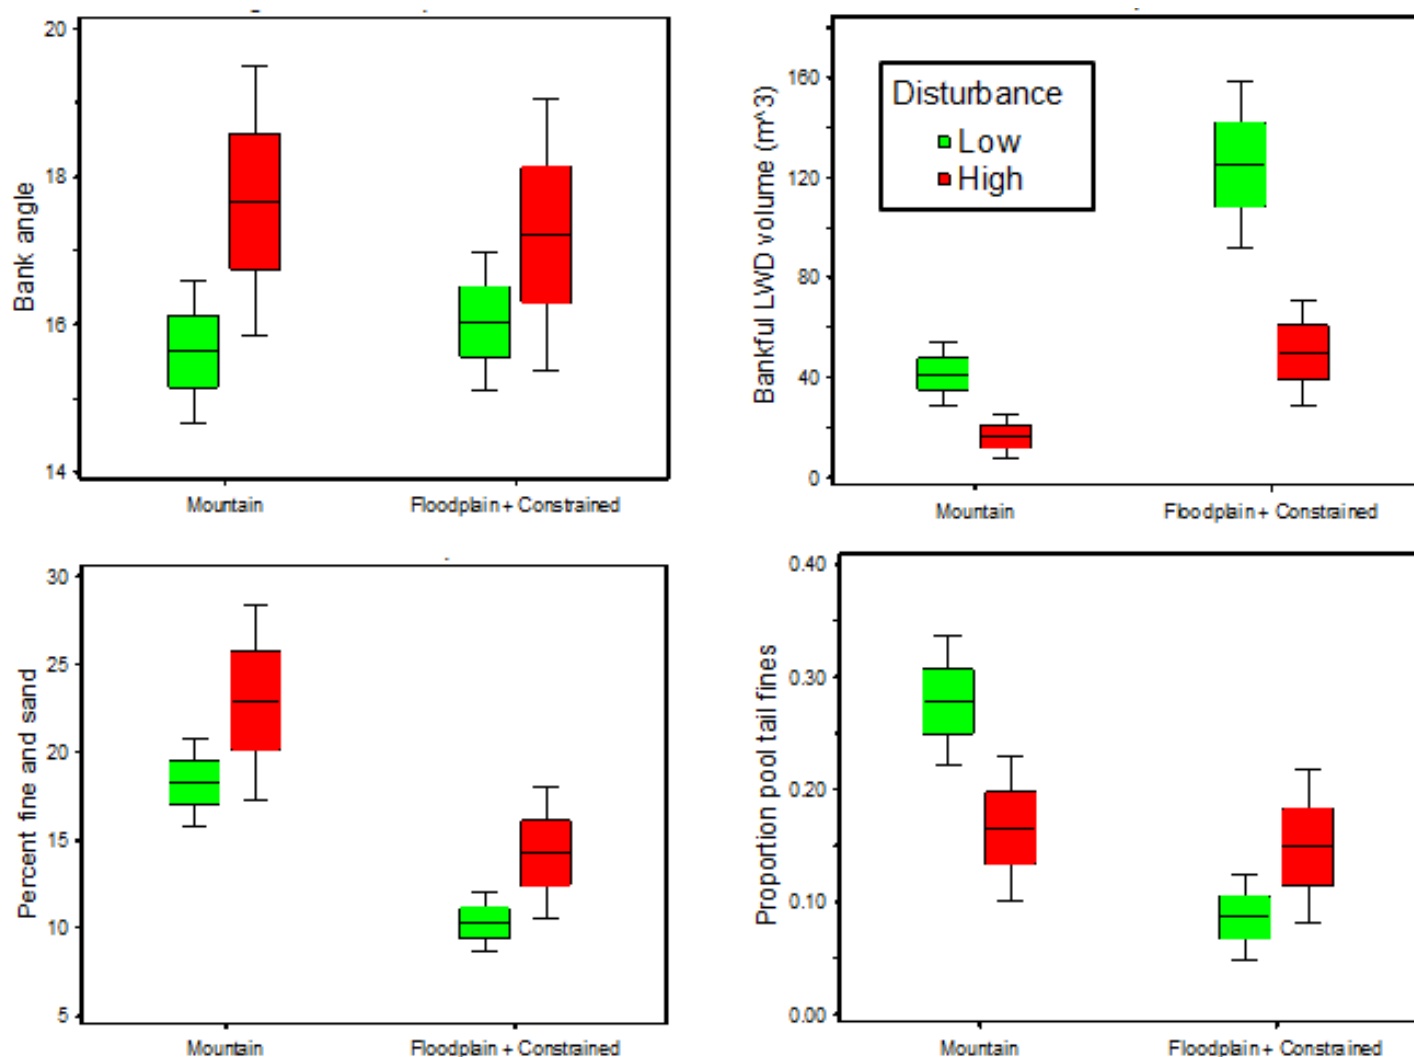 20
18
16
14
Bank angle
Mountain
Floodplain + Constrained
160
120
80
40
0
Bankful LWD volume (m^3)
Disturbance
Low
High
Mountain
Floodplain + Constrained
30
25
20
15
10
5
Percent fine and sand
Mountain
Floodplain + Constrained
0.40
0.30
0.20
0.10
0.00
Proportion pool tail fines
Mountain
Floodplain + Constrained